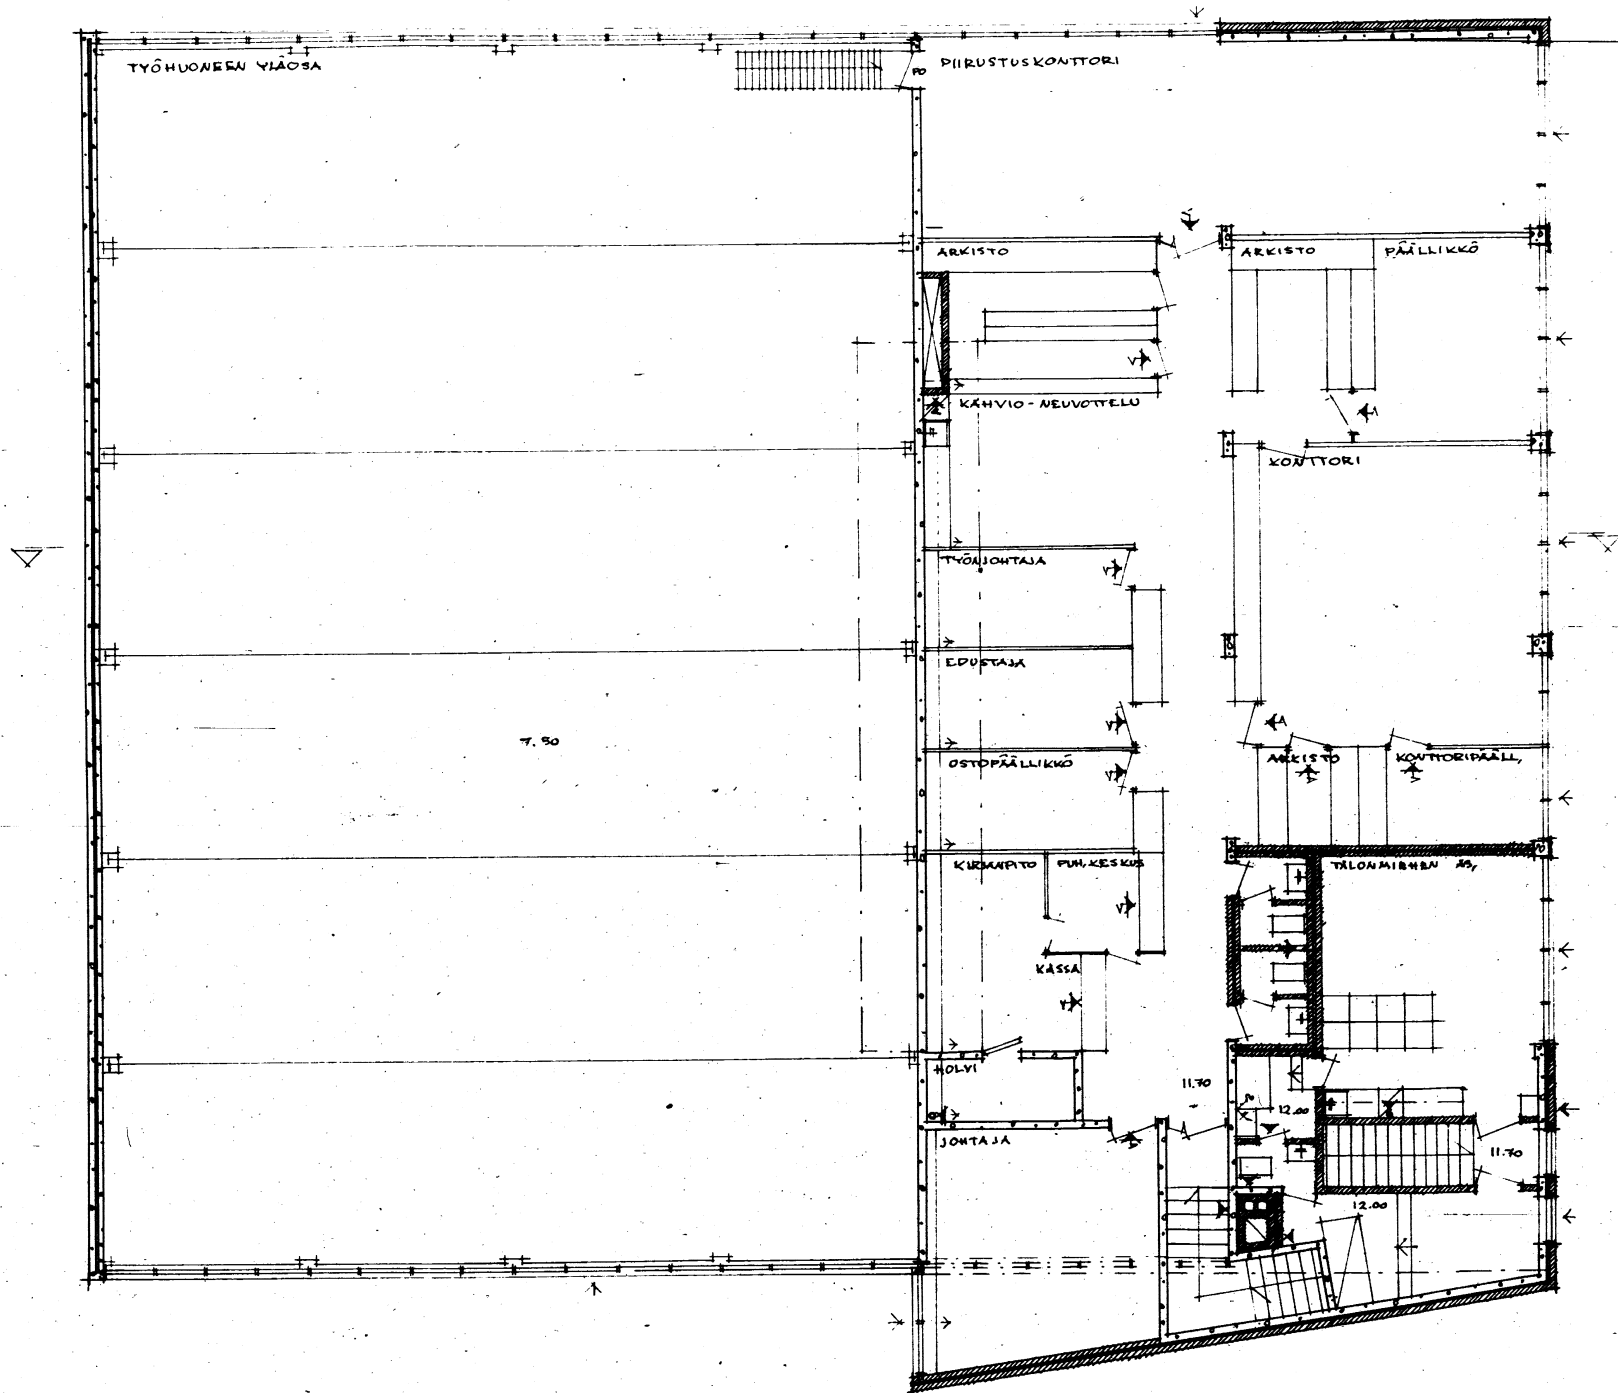 TYÖHUONEEN YLÄOSA
PO
PIIRUSTUSKONTTORI
ARKISTO
ARKISTO
PÄÄLLIKKÖ
KAHVIO-NEUVOTTELU
KONTTORI
TYÖNJOHTAJA
EDUSTAJA
7.50
OSTOPÄÄLLIKKÖ
ARKISTO
KONTTORIPÄÄLL,
KIRJANPITO
PUH.KESKUS
TALONMIEHEN AS,
KASSA
HOLVI
11.70
12.00
JOHTAJA
11.70
12.00